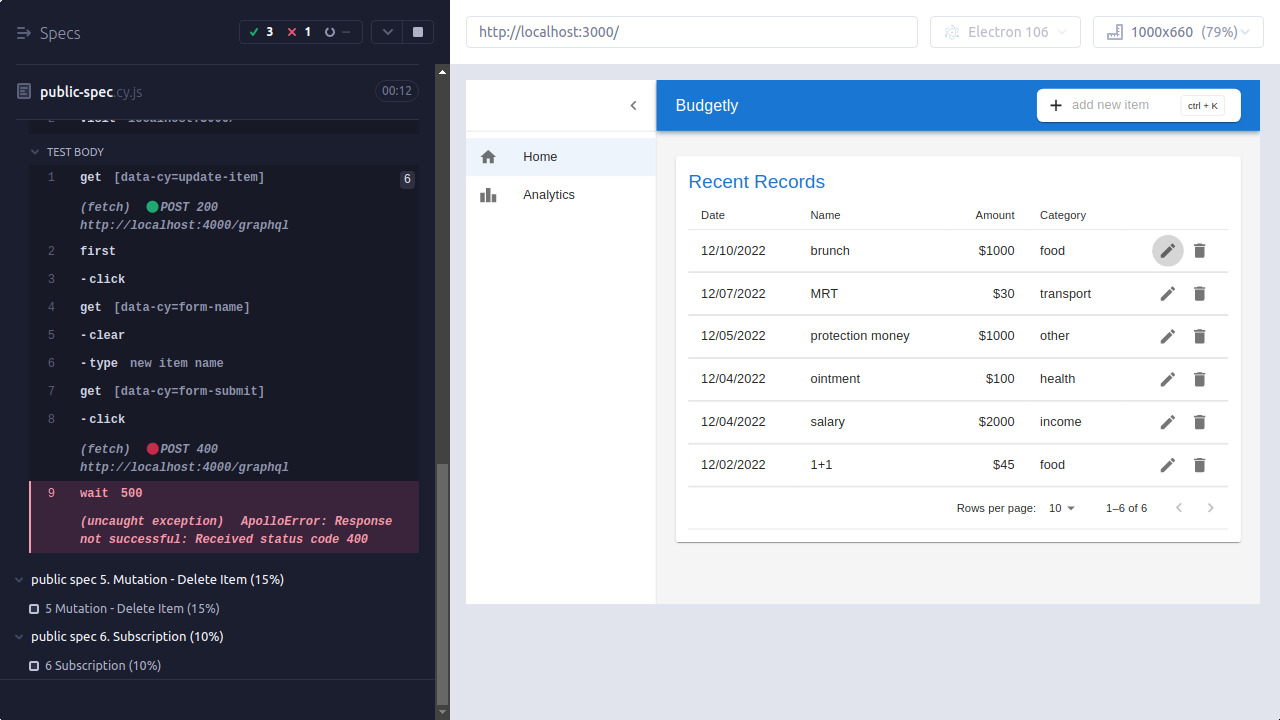 Specs
3
1
--
public-spec.cy.js
00:12
TEST BODY
1 get [data-cy=update-item] 6
(fetch) POST 200
http://localhost:4000/graphql
2 first
3 -click
4 get [data-cy=form-name]
5 -clear
6 -type new item name
7 get [data-cy=form-submit]
8 -click
(fetch) POST 400
http://localhost:4000/graphql
9 wait 500
(uncaught exception) ApolloError: Response
not successful: Received status code 400
public spec 5. Mutation - Delete Item (15%)
5 Mutation - Delete Item (15%)
public spec 6. Subscription (10%)
6 Subscription (10%)
http://localhost:3000/
Electron 106
1000x660 (79%)
Budgetly
add new item
ctrl + K
Home
Analytics
Recent Records
Date Name Amount Category
12/10/2022 brunch $1000 food
12/07/2022 MRT $30 transport
12/05/2022 protection money $1000 other
12/04/2022 ointment $100 health
12/04/2022 salary $2000 income
12/02/2022 1+1 $45 food
Rows per page: 10 1–6 of 6